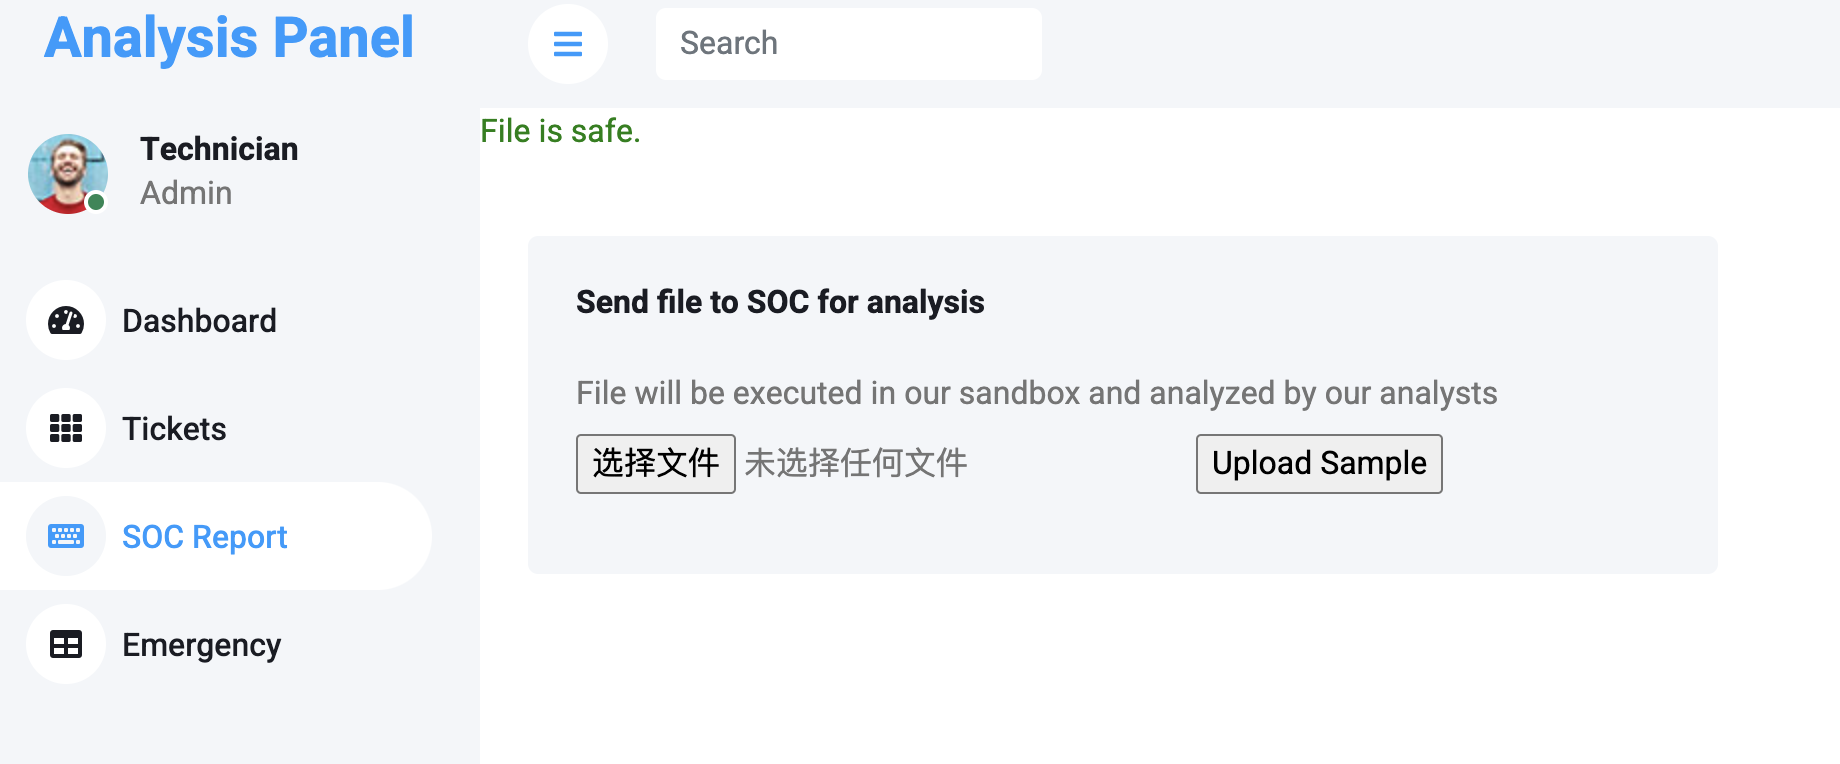 Analysis Panel
Search
Technician
Admin
Dashboard
Tickets
SOC Report
Emergency
File is safe.
Send file to SOC for analysis
File will be executed in our sandbox and analyzed by our analysts
选择文件 未选择任何文件 Upload Sample